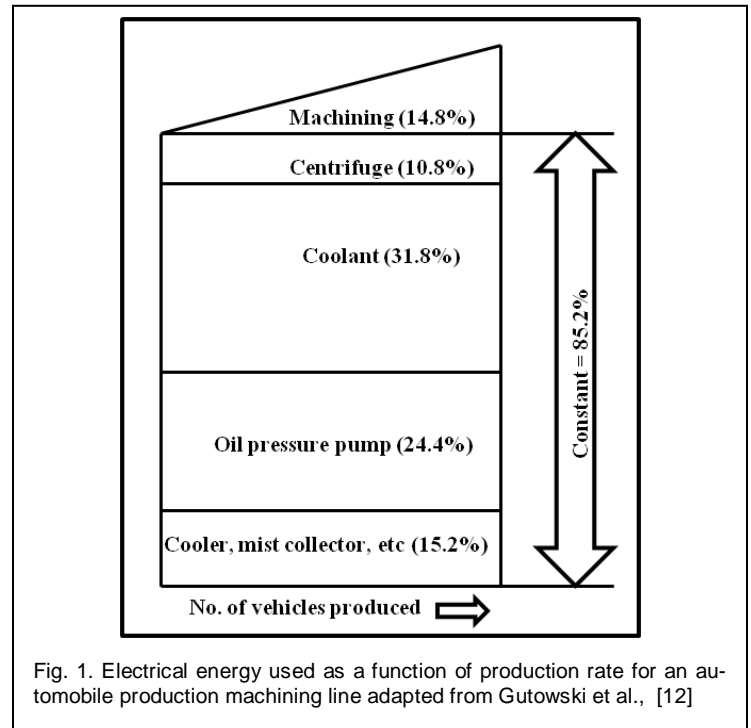 Machining (14.8%)
Centrifuge (10.8%)
Coolant (31.8%)
Oil pressure pump (24.4%)
Cooler, mist collector, etc (15.2%)
Constant = 85.2%
No. of vehicles produced
Fig. 1. Electrical energy used as a function of production rate for an au-
tomobile production machining line adapted from Gutowski et al., [12]